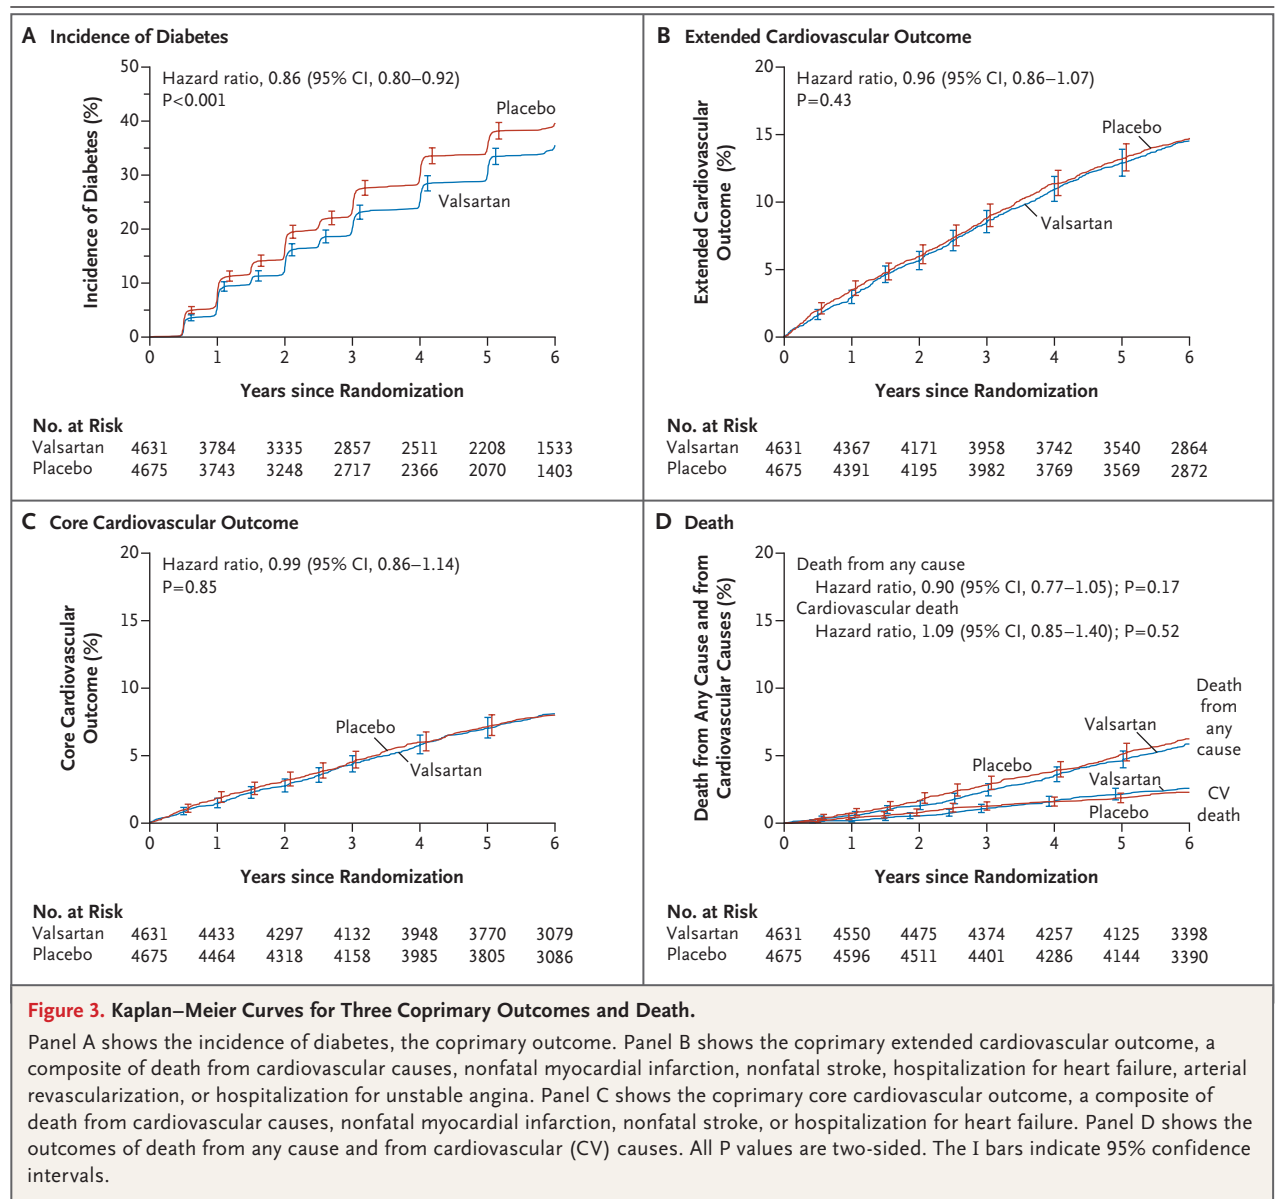 A Incidence of Diabetes
Hazard ratio, 0.86 (95% CI, 0.80–0.92)
P<0.001
Incidence of Diabetes (%)
50
40
30
20
10
0
Placebo
Valsartan
0 1 2 3 4 5 6
Years since Randomization
No. at Risk
Valsartan 4631 3784 3335 2857 2511 2208 1533
Placebo 4675 3743 3248 2717 2366 2070 1403
B Extended Cardiovascular Outcome
Hazard ratio, 0.96 (95% CI, 0.86–1.07)
P=0.43
Extended Cardiovascular
Outcome (%)
20
15
10
5
0
Placebo
Valsartan
0 1 2 3 4 5 6
Years since Randomization
No. at Risk
Valsartan 4631 4367 4171 3958 3742 3540 2864
Placebo 4675 4391 4195 3982 3769 3569 2872
C Core Cardiovascular Outcome
Hazard ratio, 0.99 (95% CI, 0.86–1.14)
P=0.85
Core Cardiovascular
Outcome (%)
20
15
10
5
0
Placebo
Valsartan
0 1 2 3 4 5 6
Years since Randomization
No. at Risk
Valsartan 4631 4433 4297 4132 3948 3770 3079
Placebo 4675 4464 4318 4158 3985 3805 3086
D Death
Death from any cause
Hazard ratio, 0.90 (95% CI, 0.77–1.05); P=0.17
Cardiovascular death
Hazard ratio, 1.09 (95% CI, 0.85–1.40); P=0.52
Death from Any Cause and from
Cardiovascular Causes (%)
20
15
10
5
0
Death
from
any
cause
Valsartan
Placebo
Valsartan
Placebo
CV
death
0 1 2 3 4 5 6
Years since Randomization
No. at Risk
Valsartan 4631 4550 4475 4374 4257 4125 3398
Placebo 4675 4596 4511 4401 4286 4144 3390
Figure 3. Kaplan–Meier Curves for Three Coprimary Outcomes and Death.
Panel A shows the incidence of diabetes, the coprimary outcome. Panel B shows the coprimary extended cardiovascular outcome, a
composite of death from cardiovascular causes, nonfatal myocardial infarction, nonfatal stroke, hospitalization for heart failure, arterial
revascularization, or hospitalization for unstable angina. Panel C shows the coprimary core cardiovascular outcome, a composite of
death from cardiovascular causes, nonfatal myocardial infarction, nonfatal stroke, or hospitalization for heart failure. Panel D shows the
outcomes of death from any cause and from cardiovascular (CV) causes. All P values are two-sided. The I bars indicate 95% confidence
intervals.